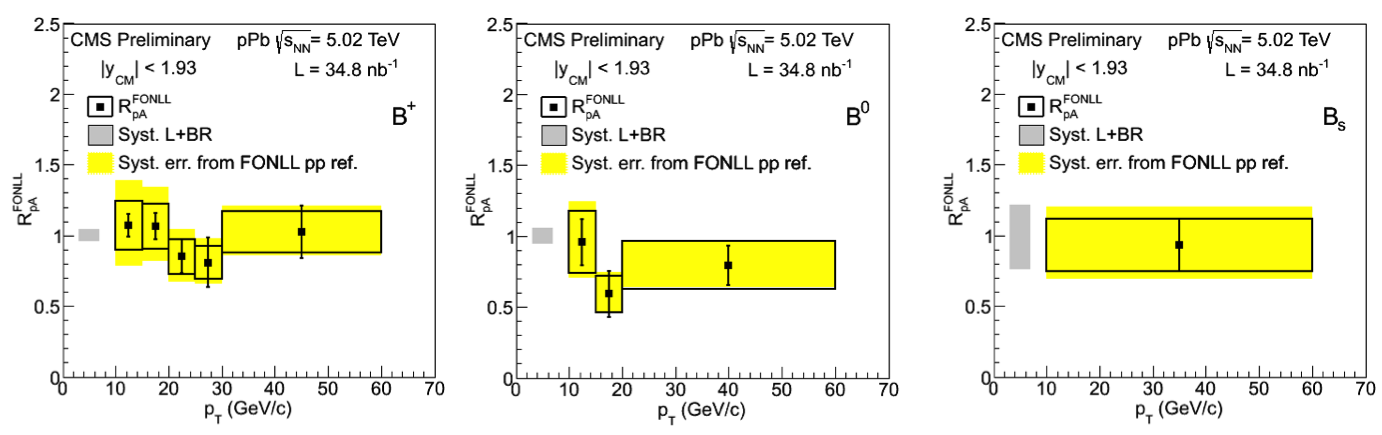 2.5
CMS Preliminary pPb √s_NN = 5.02 TeV
|y_CM| < 1.93 L = 34.8 nb⁻¹
2
R_pA^FONLL
B⁺
Syst. L+BR
Syst. err. from FONLL pp ref.
1.5
R_pA^FONLL
1
0.5
0
0 10 20 30 40 50 60 70
p_T (GeV/c)
2.5
CMS Preliminary pPb √s_NN = 5.02 TeV
|y_CM| < 1.93 L = 34.8 nb⁻¹
2
R_pA^FONLL
B⁰
Syst. L+BR
Syst. err. from FONLL pp ref.
1.5
R_pA^FONLL
1
0.5
0
0 10 20 30 40 50 60 70
p_T (GeV/c)
2.5
CMS Preliminary pPb √s_NN = 5.02 TeV
|y_CM| < 1.93 L = 34.8 nb⁻¹
2
R_pA^FONLL
B_s
Syst. L+BR
Syst. err. from FONLL pp ref.
1.5
R_pA^FONLL
1
0.5
0
0 10 20 30 40 50 60 70
p_T (GeV/c)